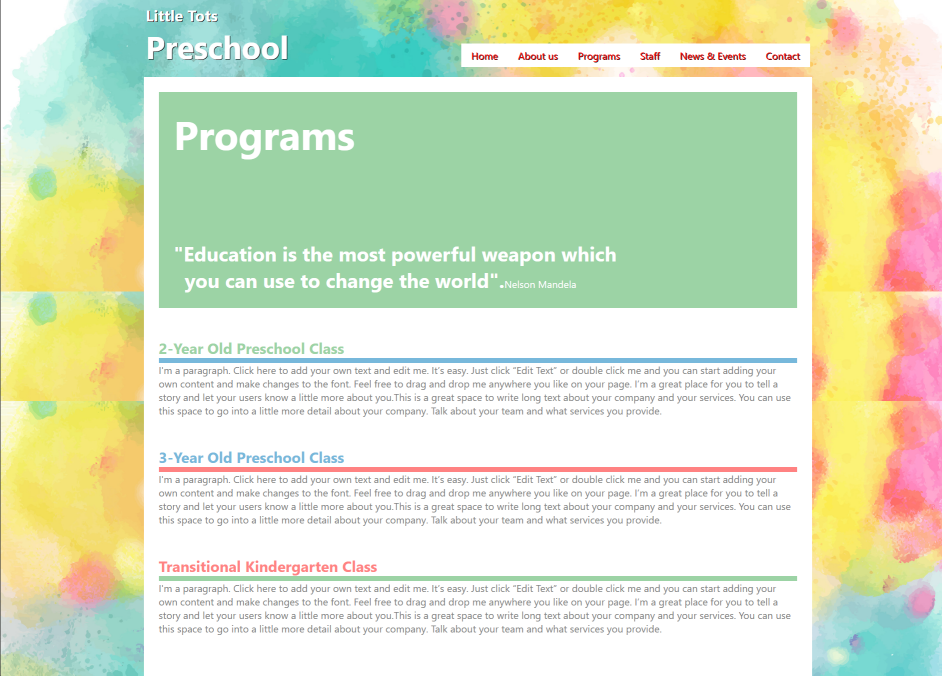 Little Tots
Preschool
Home About us Programs Staff News & Events Contact
Programs
"Education is the most powerful weapon which
you can use to change the world".Nelson Mandela
2-Year Old Preschool Class
I'm a paragraph. Click here to add your own text and edit me. It's easy. Just click “Edit Text” or double click me and you can start adding your
own content and make changes to the font. Feel free to drag and drop me anywhere you like on your page. I'm a great place for you to tell a
story and let your users know a little more about you.This is a great space to write long text about your company and your services. You can use
this space to go into a little more detail about your company. Talk about your team and what services you provide.
3-Year Old Preschool Class
I'm a paragraph. Click here to add your own text and edit me. It's easy. Just click “Edit Text” or double click me and you can start adding your
own content and make changes to the font. Feel free to drag and drop me anywhere you like on your page. I'm a great place for you to tell a
story and let your users know a little more about you.This is a great space to write long text about your company and your services. You can use
this space to go into a little more detail about your company. Talk about your team and what services you provide.
Transitional Kindergarten Class
I'm a paragraph. Click here to add your own text and edit me. It's easy. Just click “Edit Text” or double click me and you can start adding your
own content and make changes to the font. Feel free to drag and drop me anywhere you like on your page. I'm a great place for you to tell a
story and let your users know a little more about you.This is a great space to write long text about your company and your services. You can use
this space to go into a little more detail about your company. Talk about your team and what services you provide.